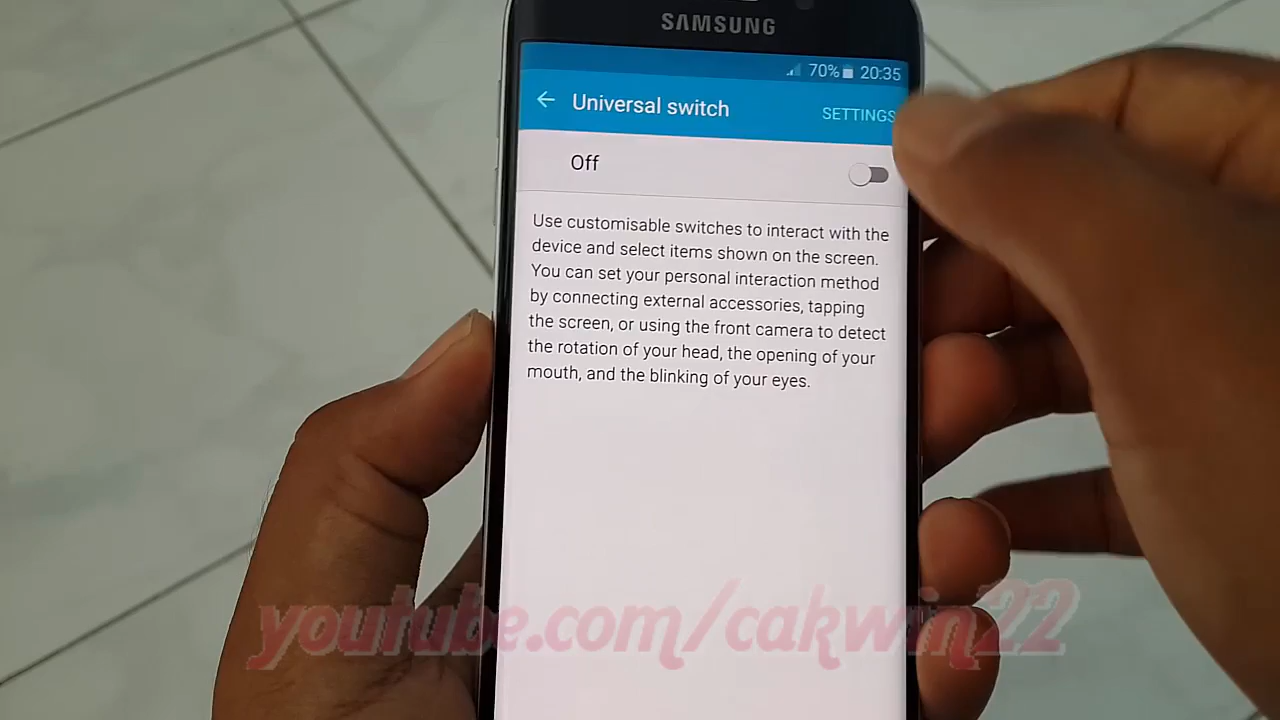 SAMSUNG
70% 20:35
Universal switch SETTINGS
Off
Use customisable switches to interact with the
device and select items shown on the screen.
You can set your personal interaction method
by connecting external accessories, tapping
the screen, or using the front camera to detect
the rotation of your head, the opening of your
mouth, and the blinking of your eyes.
youtube.com/cakwin22